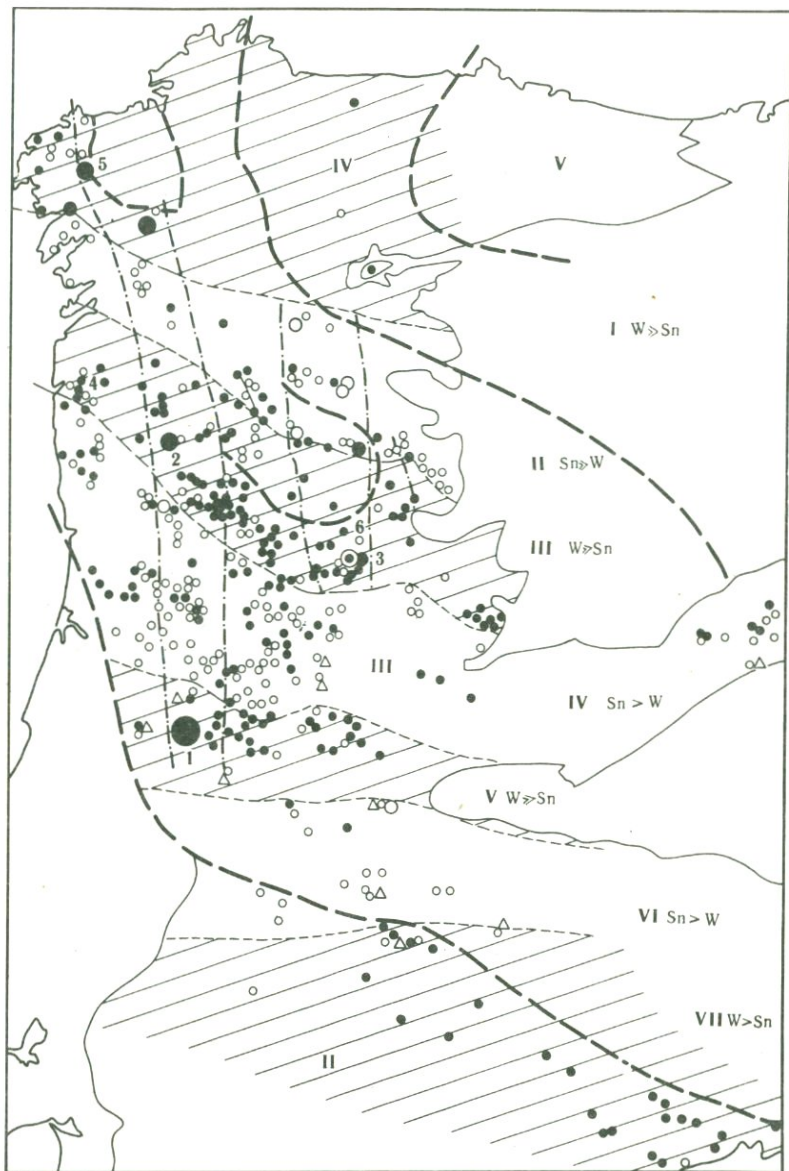 IV
V
5
I W≫Sn
4
2
II Sn≫W
6
3
III W≫Sn
III
IV Sn > W
1
V W≫Sn
VI Sn > W
VII W>Sn
II